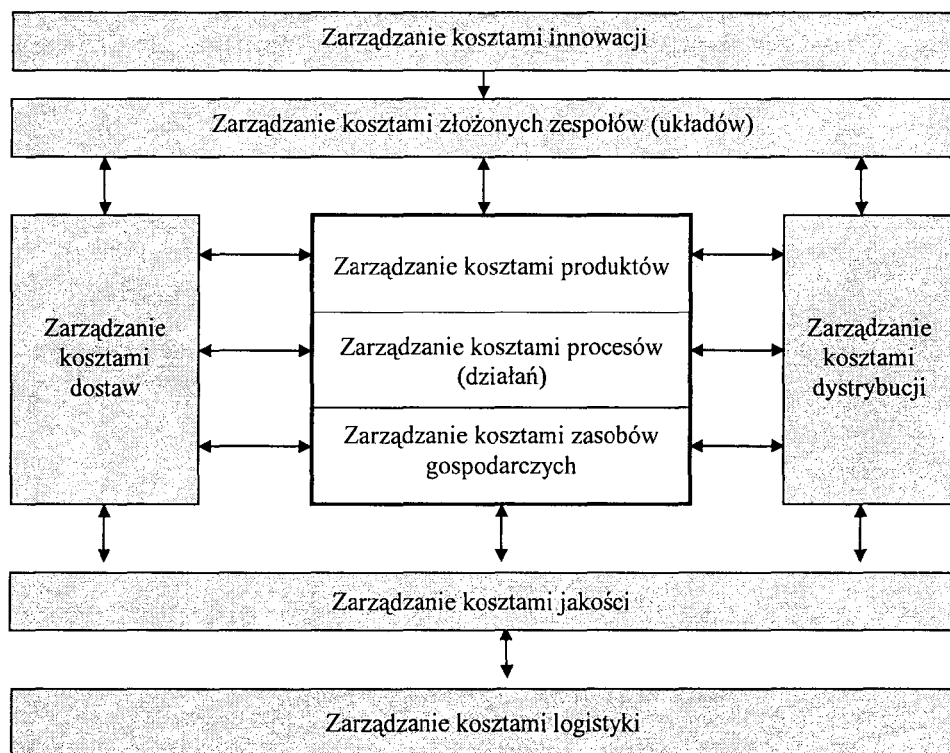 Zarządzanie kosztami innowacji
Zarządzanie kosztami złożonych zespołów (układów)
Zarządzanie
kosztami
dostaw
Zarządzanie kosztami produktów
Zarządzanie kosztami procesów
(działań)
Zarządzanie kosztami zasobów
gospodarczych
Zarządzanie
kosztami
dystrybucji
Zarządzanie kosztami jakości
Zarządzanie kosztami logistyki